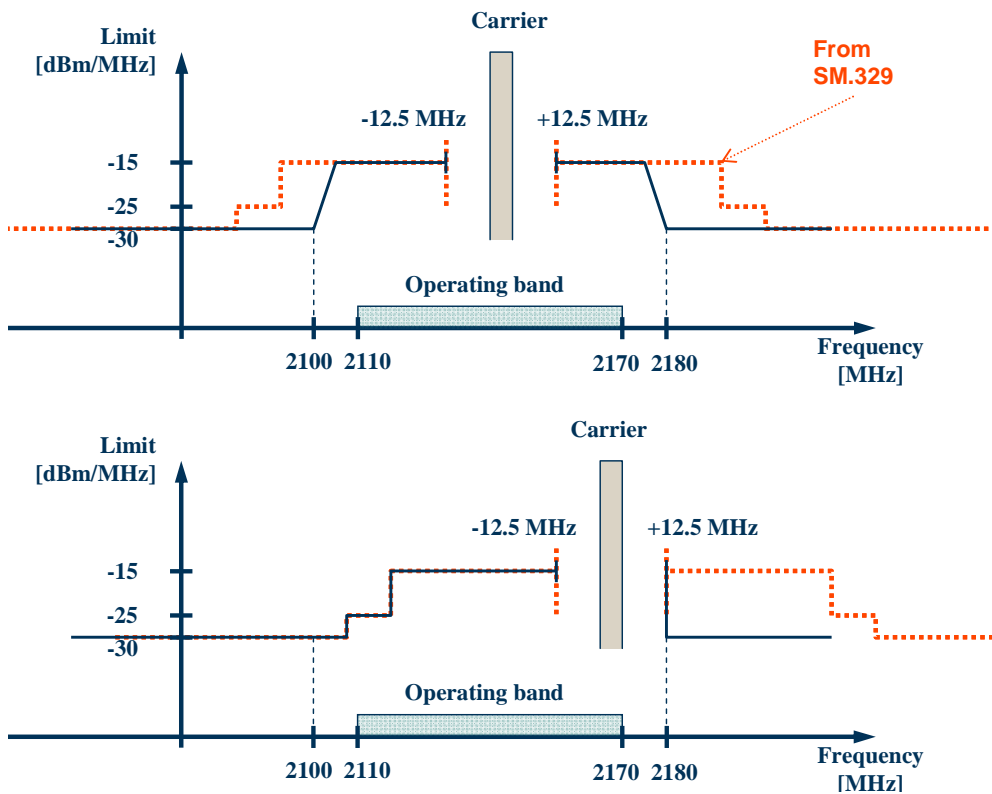 Carrier
Limit
[dBm/MHz]
From
SM.329
-12.5 MHz
+12.5 MHz
-15
-25
-30
Operating band
2100
2110
2170
2180
Frequency
[MHz]
Carrier
Limit
[dBm/MHz]
-12.5 MHz
+12.5 MHz
-15
-25
-30
Operating band
2100
2110
2170
2180
Frequency
[MHz]